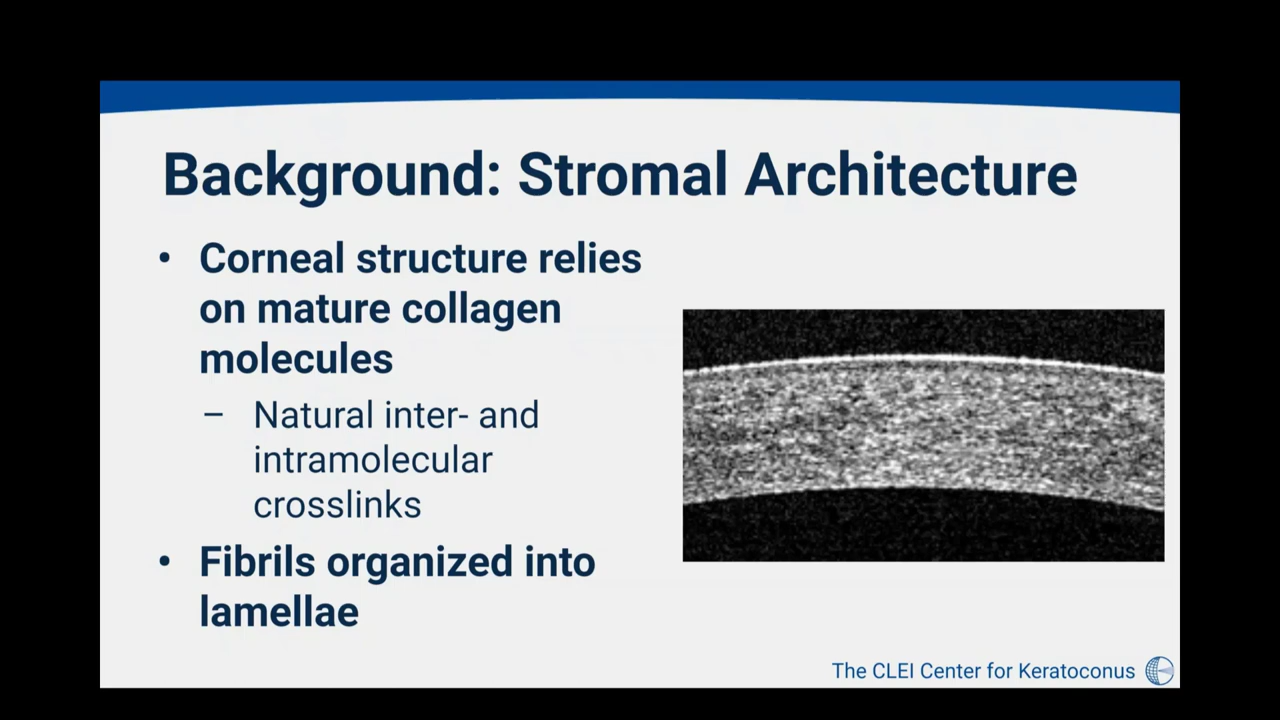 Background: Stromal Architecture
• Corneal structure relies
on mature collagen
molecules
– Natural inter- and
intramolecular
crosslinks
• Fibrils organized into
lamellae
The CLEI Center for Keratoconus